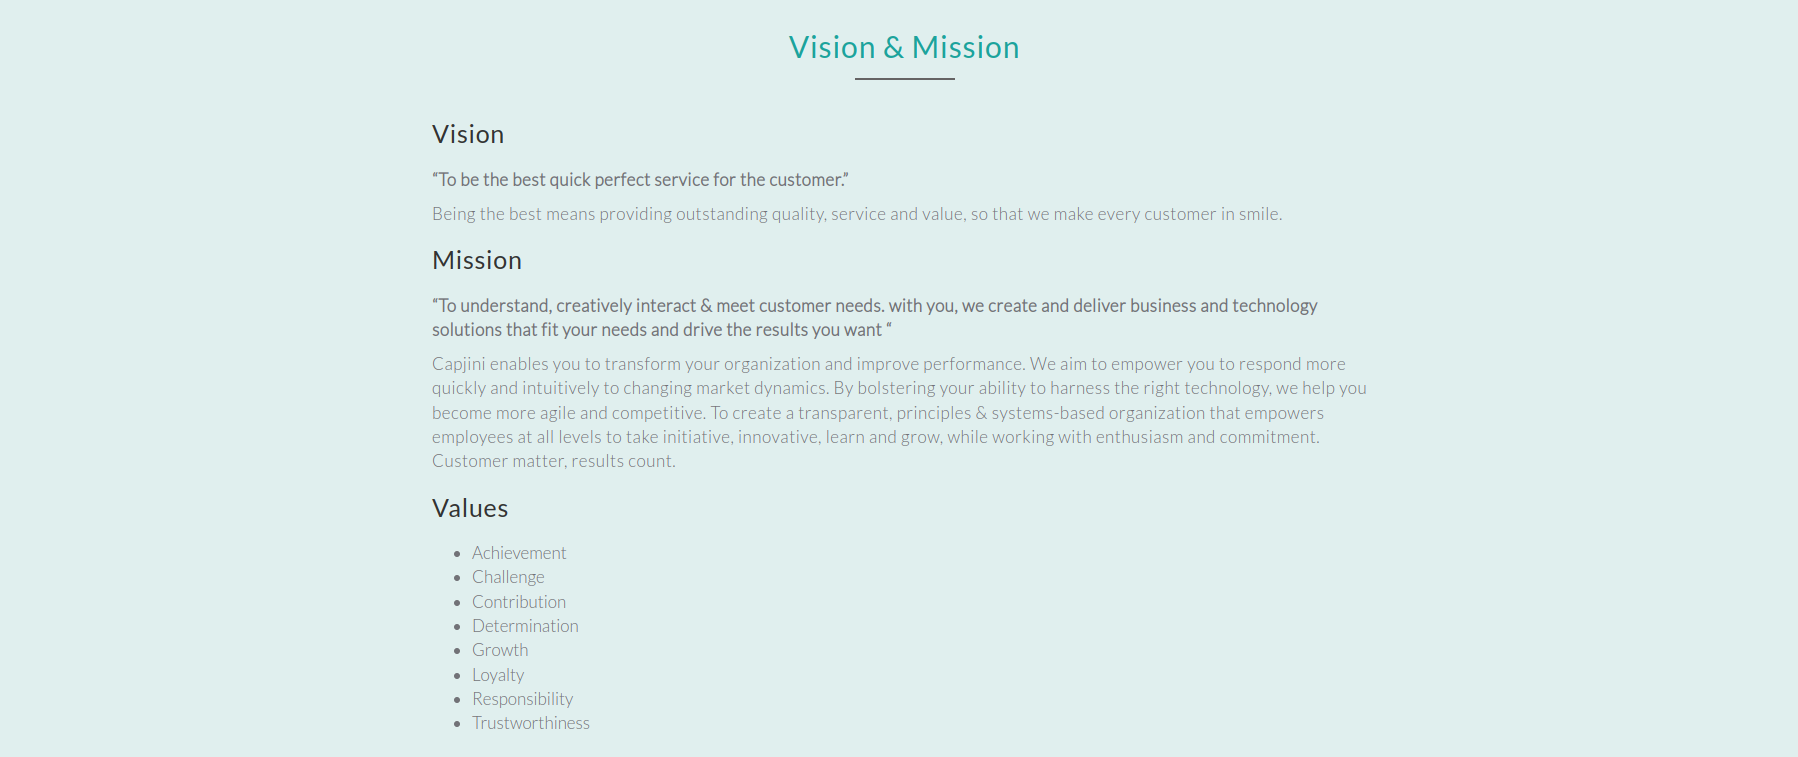 Vision & Mission
Vision
“To be the best quick perfect service for the customer.”
Being the best means providing outstanding quality, service and value, so that we make every customer in smile.
Mission
“To understand, creatively interact & meet customer needs. with you, we create and deliver business and technology
solutions that fit your needs and drive the results you want “
Capjini enables you to transform your organization and improve performance. We aim to empower you to respond more
quickly and intuitively to changing market dynamics. By bolstering your ability to harness the right technology, we help you
become more agile and competitive. To create a transparent, principles & systems-based organization that empowers
employees at all levels to take initiative, innovative, learn and grow, while working with enthusiasm and commitment.
Customer matter, results count.
Values
• Achievement
• Challenge
• Contribution
• Determination
• Growth
• Loyalty
• Responsibility
• Trustworthiness